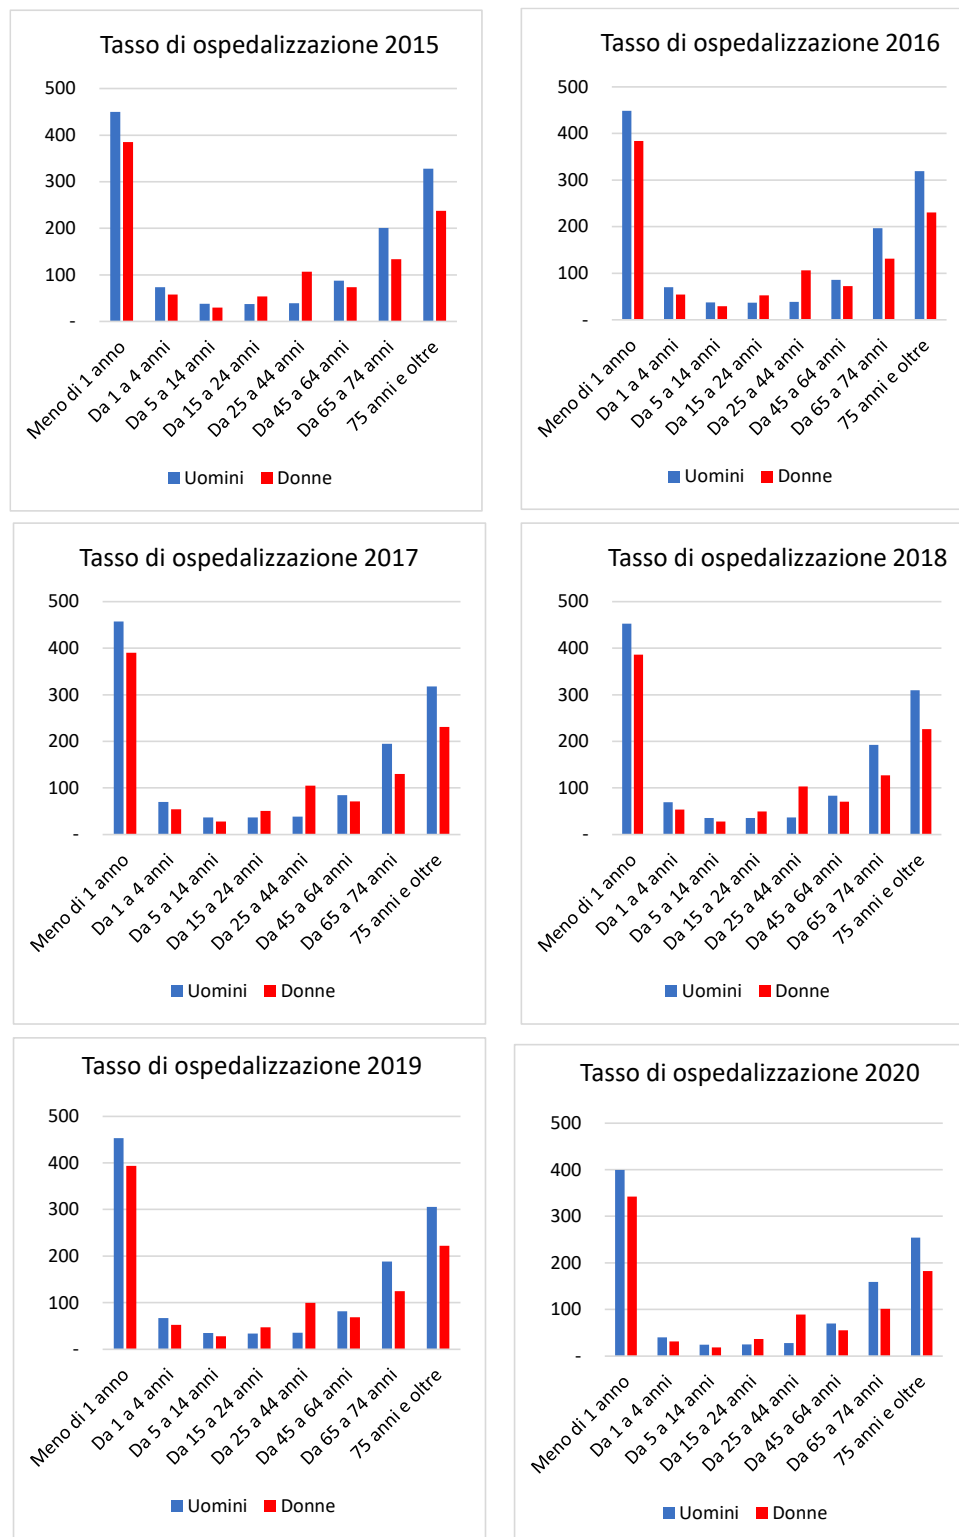 Tasso di ospedalizzazione 2015
500
400
300
200
100
-
Meno di 1 anno
Da 1 a 4 anni
Da 5 a 14 anni
Da 15 a 24 anni
Da 25 a 44 anni
Da 45 a 64 anni
Da 65 a 74 anni
75 anni e oltre
Uomini Donne
Tasso di ospedalizzazione 2016
500
400
300
200
100
-
Meno di 1 anno
Da 1 a 4 anni
Da 5 a 14 anni
Da 15 a 24 anni
Da 25 a 44 anni
Da 45 a 64 anni
Da 65 a 74 anni
75 anni e oltre
Uomini Donne
Tasso di ospedalizzazione 2017
500
400
300
200
100
-
Meno di 1 anno
Da 1 a 4 anni
Da 5 a 14 anni
Da 15 a 24 anni
Da 25 a 44 anni
Da 45 a 64 anni
Da 65 a 74 anni
75 anni e oltre
Uomini Donne
Tasso di ospedalizzazione 2018
500
400
300
200
100
-
Meno di 1 anno
Da 1 a 4 anni
Da 5 a 14 anni
Da 15 a 24 anni
Da 25 a 44 anni
Da 45 a 64 anni
Da 65 a 74 anni
75 anni e oltre
Uomini Donne
Tasso di ospedalizzazione 2019
500
400
300
200
100
-
Meno di 1 anno
Da 1 a 4 anni
Da 5 a 14 anni
Da 15 a 24 anni
Da 25 a 44 anni
Da 45 a 64 anni
Da 65 a 74 anni
75 anni e oltre
Uomini Donne
Tasso di ospedalizzazione 2020
500
400
300
200
100
-
Meno di 1 anno
Da 1 a 4 anni
Da 5 a 14 anni
Da 15 a 24 anni
Da 25 a 44 anni
Da 45 a 64 anni
Da 65 a 74 anni
75 anni e oltre
Uomini Donne